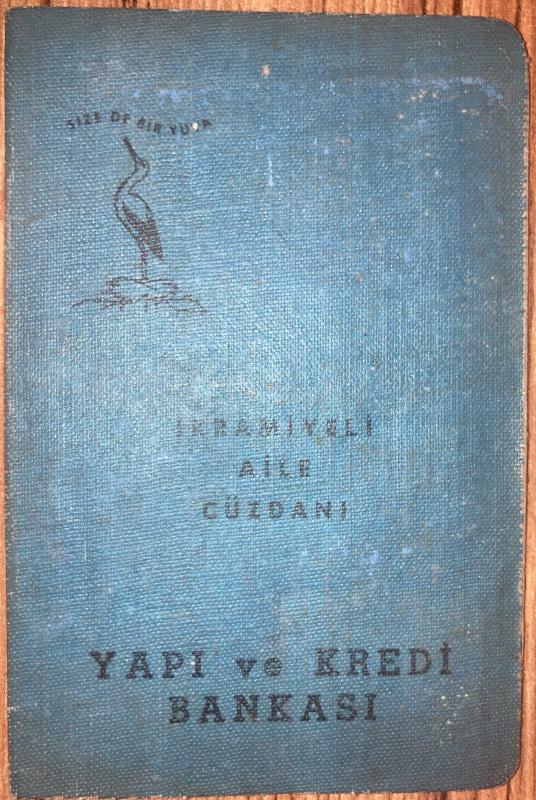 SİZE DE BİR YUVA
İKRAMİYELİ
AİLE
CÜZDANI
YAPI ve KREDİ
BANKASI